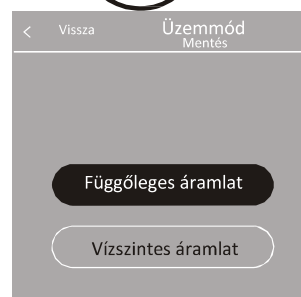 < Vissza Üzemmód
Mentés
Függőleges áramlat
Vízszintes áramlat